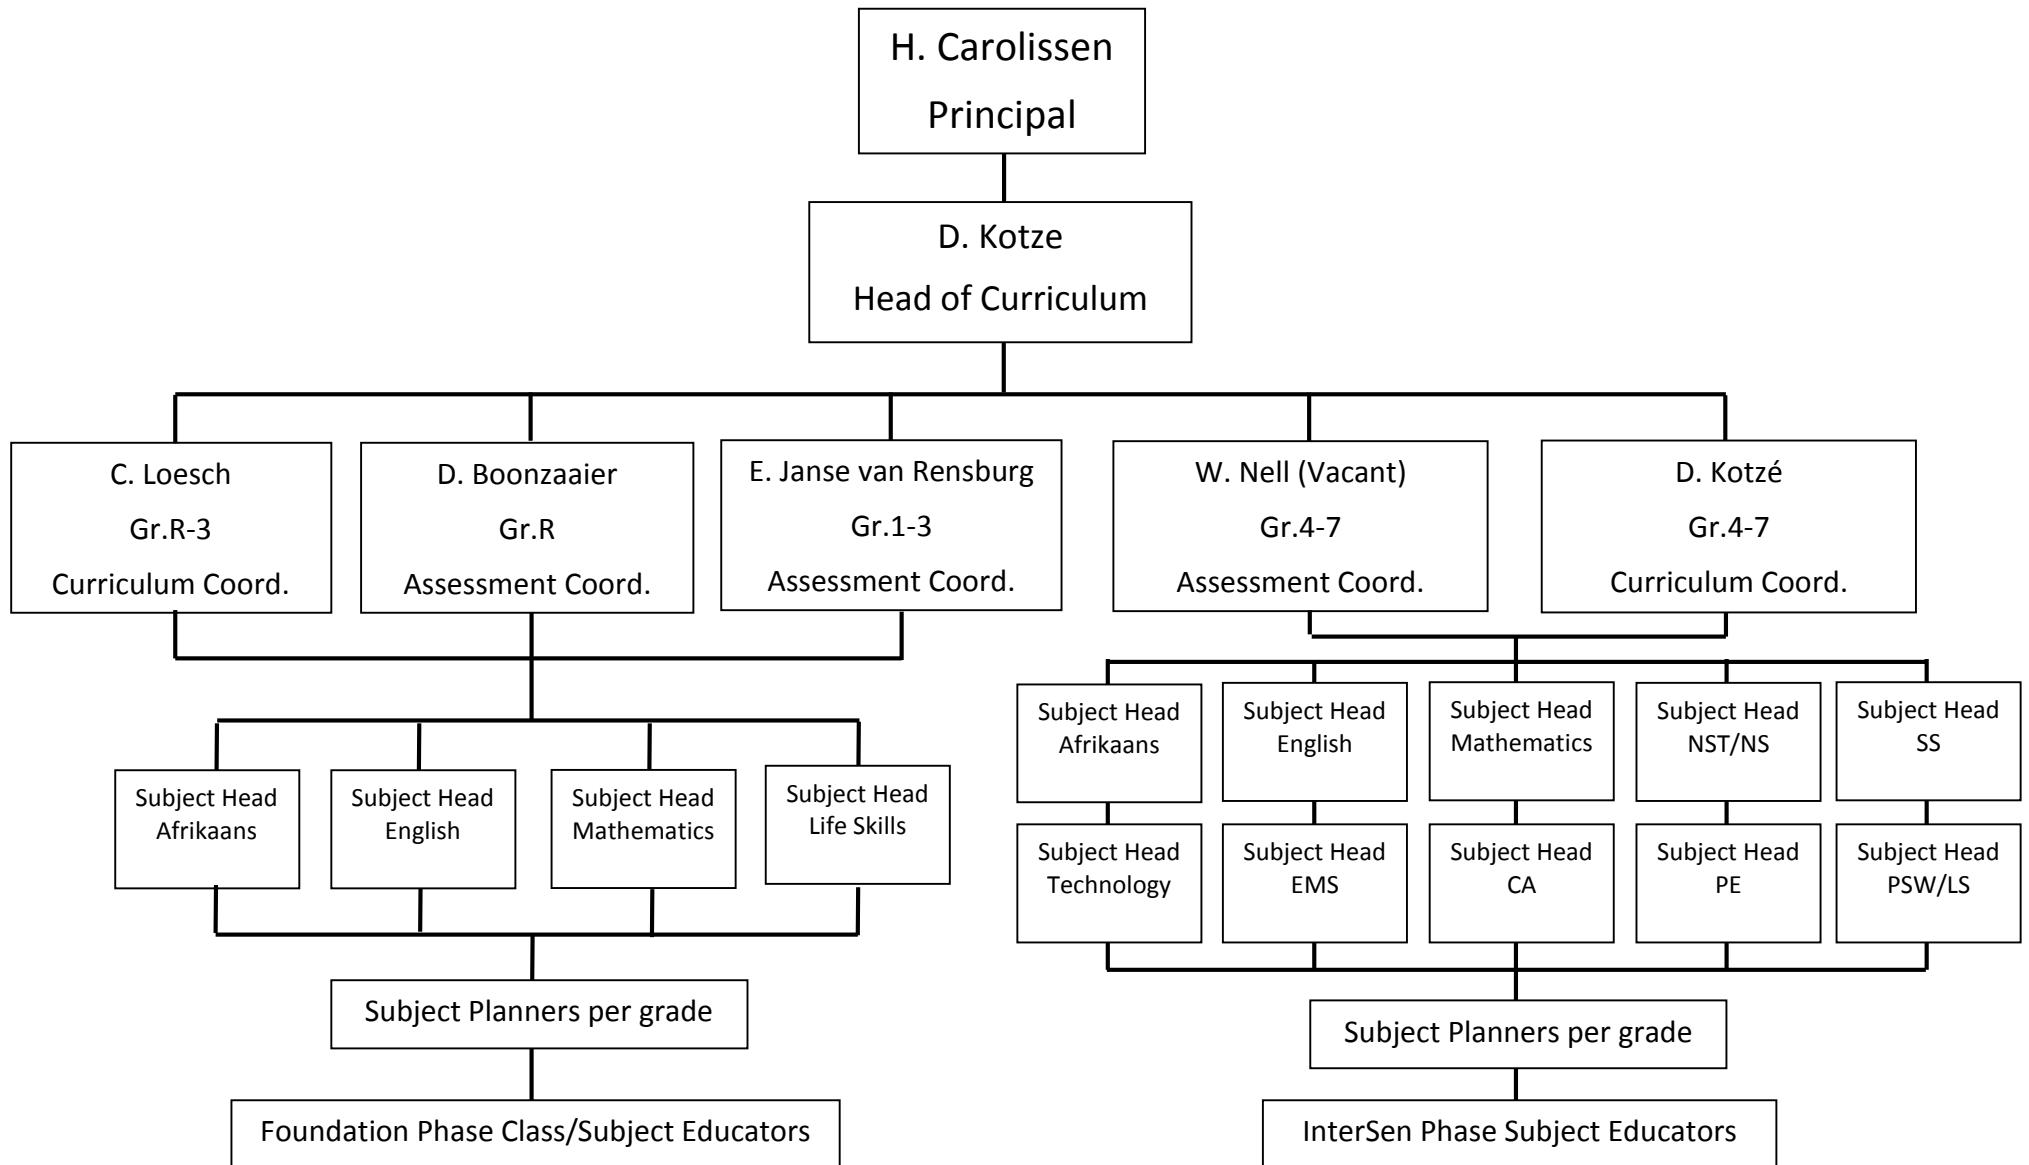 H. Carolissen
Principal
D. Kotze
Head of Curriculum
C. Loesch
Gr.R-3
Curriculum Coord.
D. Boonzaaier
Gr.R
Assessment Coord.
E. Janse van Rensburg
Gr.1-3
Assessment Coord.
W. Nell (Vacant)
Gr.4-7
Assessment Coord.
D. Kotzé
Gr.4-7
Curriculum Coord.
Subject Head
Afrikaans
Subject Head
English
Subject Head
Mathematics
Subject Head
Life Skills
Subject Planners per grade
Foundation Phase Class/Subject Educators
Subject Head
Afrikaans
Subject Head
English
Subject Head
Mathematics
Subject Head
NST/NS
Subject Head
SS
Subject Head
Technology
Subject Head
EMS
Subject Head
CA
Subject Head
PE
Subject Head
PSW/LS
Subject Planners per grade
InterSen Phase Subject Educators